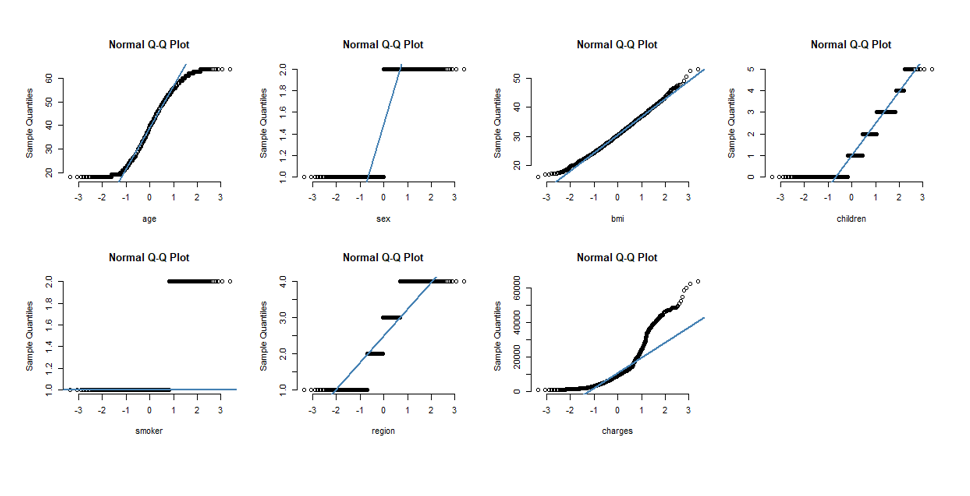 Normal Q-Q Plot
Sample Quantiles
20 30 40 50 60
-3 -2 -1 0 1 2 3
age
Normal Q-Q Plot
Sample Quantiles
1.0 1.2 1.4 1.6 1.8 2.0
-3 -2 -1 0 1 2 3
sex
Normal Q-Q Plot
Sample Quantiles
20 30 40 50
-3 -2 -1 0 1 2 3
bmi
Normal Q-Q Plot
Sample Quantiles
0 1 2 3 4 5
-3 -2 -1 0 1 2 3
children
Normal Q-Q Plot
Sample Quantiles
1.0 1.2 1.4 1.6 1.8 2.0
-3 -2 -1 0 1 2 3
smoker
Normal Q-Q Plot
Sample Quantiles
1.0 2.0 3.0 4.0
-3 -2 -1 0 1 2 3
region
Normal Q-Q Plot
Sample Quantiles
0 20000 40000 60000
-3 -2 -1 0 1 2 3
charges